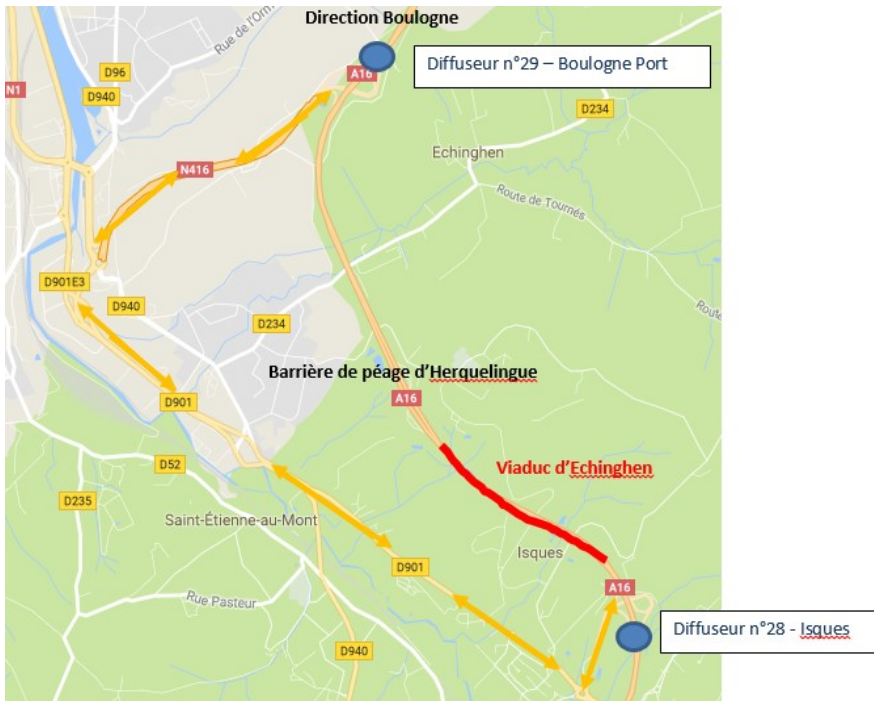 Direction Boulogne
Diffuseur n°29 – Boulogne Port
Rue de l'Orm
D96
A16
N1
D940
D234
Echinghen
N416
Route de Tournés
D901E3
D940
D234
Route
Barrière de péage d'Herquelingue
A16
D901
Viaduc d'Echinghen
D52
D235
Saint-Étienne-au-Mont
Isques
D901
A16
Rue Pasteur
Diffuseur n°28 - Isques
D940